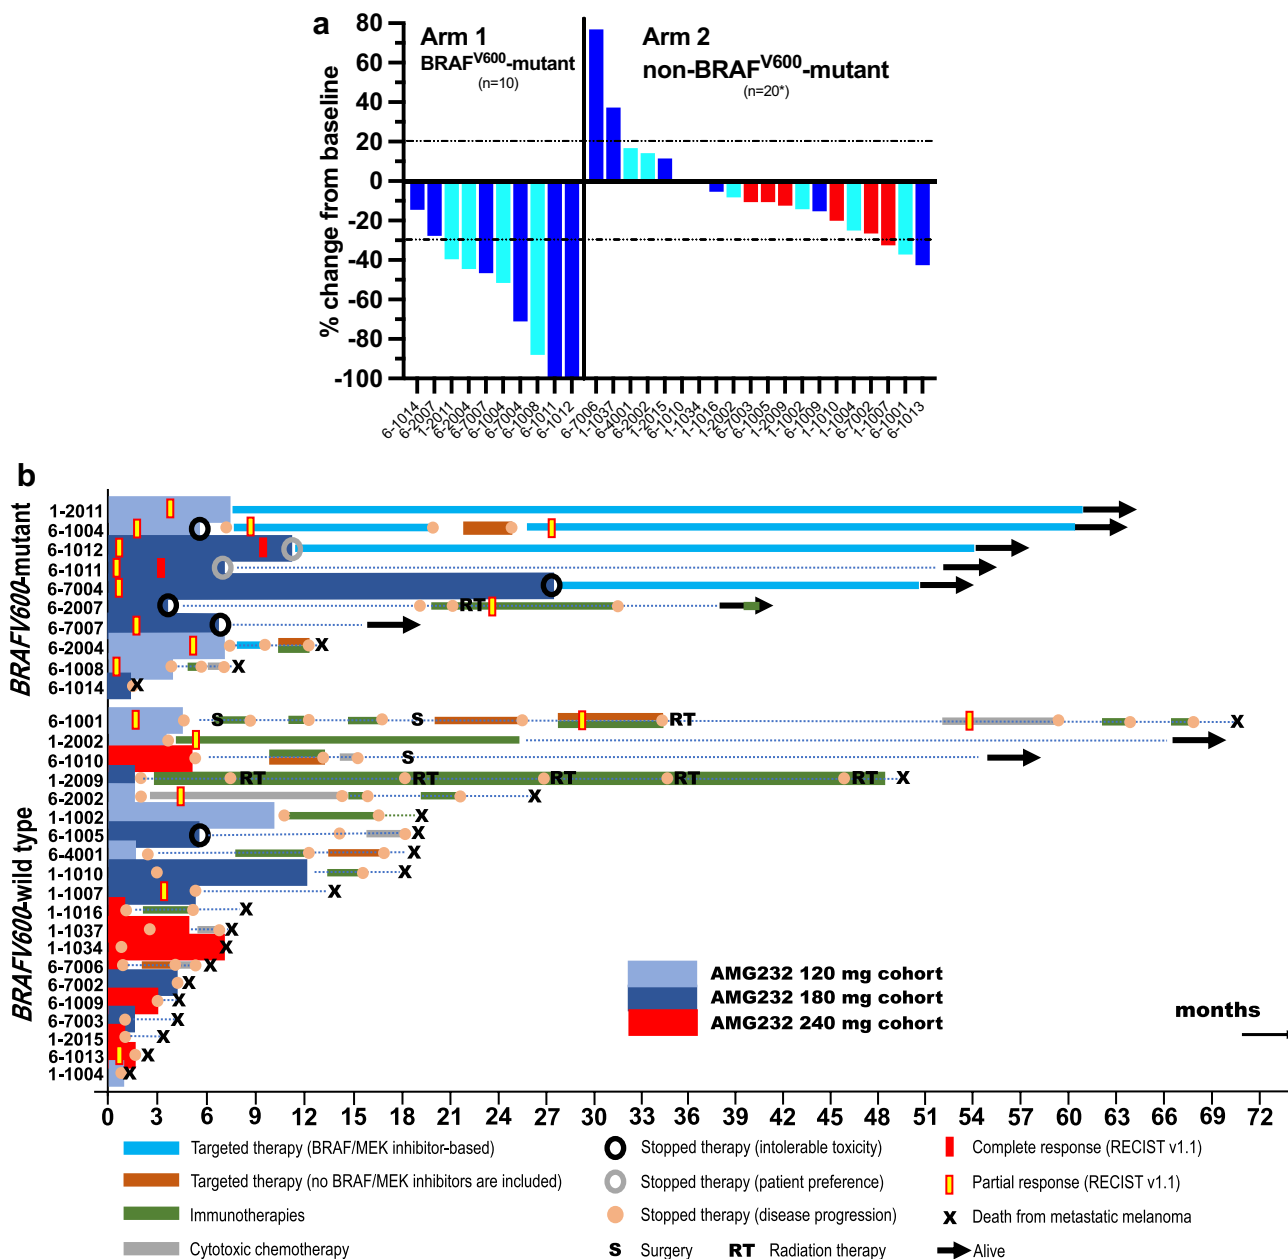 a
Arm 1
BRAFV600-mutant
(n=10)
Arm 2
non-BRAFV600-mutant
(n=20*)
% change from baseline
80
60
40
20
0
-20
-40
-60
-80
-100
6-1014
6-2007
1-2011
6-2004
6-7007
6-1004
6-7004
6-1008
6-1011
6-1012
6-7006
1-1037
6-4001
6-2002
1-2015
6-1010
1-1034
1-1016
1-2002
6-7003
6-1005
1-2009
1-1002
6-1009
1-1010
1-1004
6-7002
1-1007
6-1001
6-1013
b
BRAFV600-mutant
1-2011
6-1004
6-1012
6-1011
6-7004
6-2007 RT
6-7007
6-2004 X
6-1008 X
6-1014 X
BRAFV600-wild type
6-1001 S S RT X
1-2002
6-1010 S
1-2009 RT RT RT RT RT X
6-2002 X
1-1002 X
6-1005 X
6-4001 X
1-1010 X
1-1007 X
1-1016 X
1-1037 X
1-1034 X
6-7006 X
6-7002 X
6-1009 X
6-7003 X
1-2015 X
6-1013 X
1-1004 X
AMG232 120 mg cohort
AMG232 180 mg cohort
AMG232 240 mg cohort
months
0 3 6 9 12 15 18 21 24 27 30 33 36 39 42 45 48 51 54 57 60 63 66 69 72
Targeted therapy (BRAF/MEK inhibitor-based)
Targeted therapy (no BRAF/MEK inhibitors are included)
Immunotherapies
Cytotoxic chemotherapy
Stopped therapy (intolerable toxicity)
Stopped therapy (patient preference)
Stopped therapy (disease progression)
S Surgery RT Radiation therapy
Complete response (RECIST v1.1)
Partial response (RECIST v1.1)
X Death from metastatic melanoma
Alive